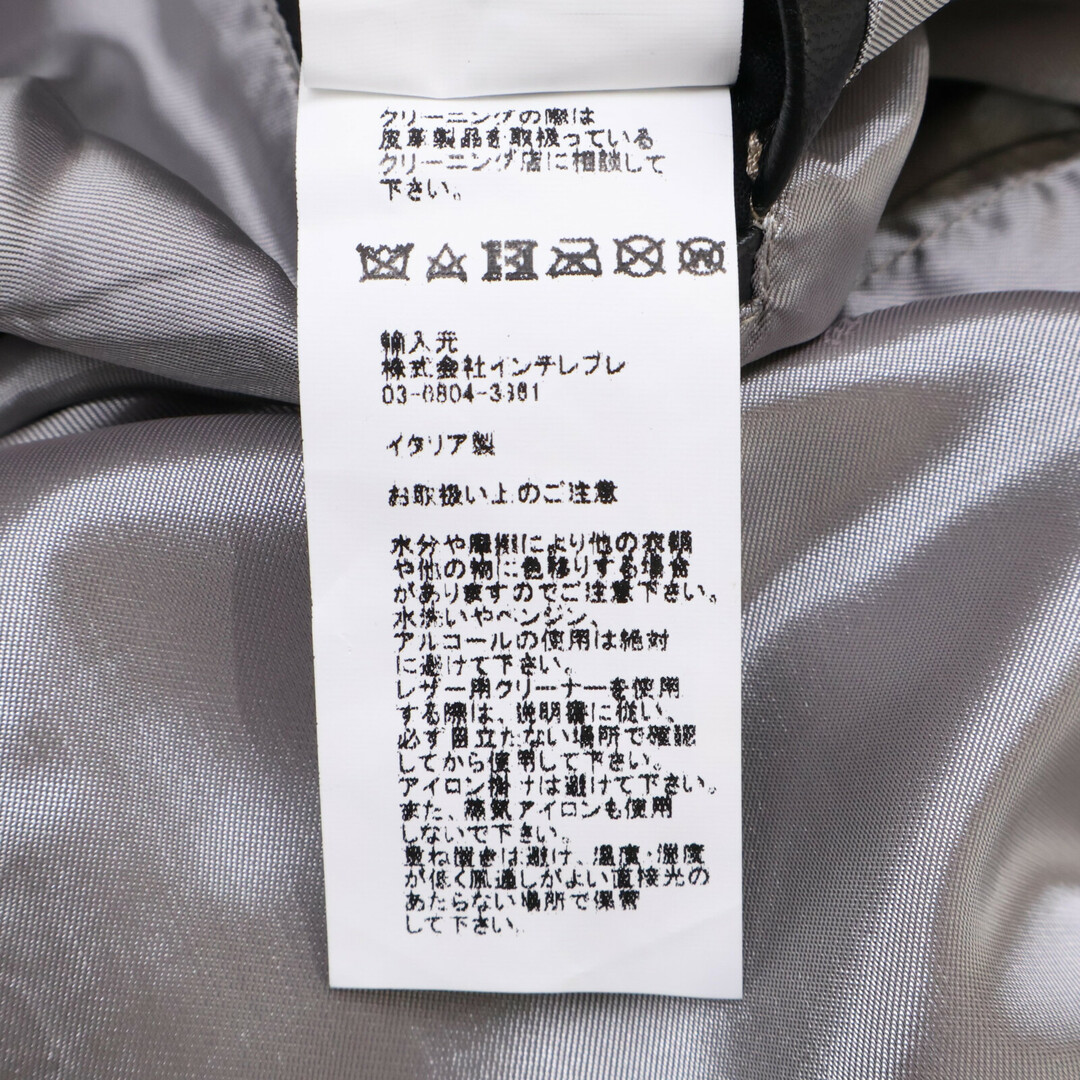 クリーニングの際は
皮革製品を取扱っている
クリーニング店に相談して
下さい。
W
輸入元
株式会社インテレプレ
イタリア製
お取扱い上のご注意
水分や摩擦により他の衣類
や他の物に色移りする場合
がありますのでご注意下さい。
水洗いやベンジン、
アルコールの使用は絶対
に避けて下さい。
レザー用クリーナーを使用
する際は、説明書に従い、
必ず目立たない場所で確認
してから使用して下さい。
アイロン掛けは避けて下さい。
また、蒸気アイロンも使用
しないで下さい。
重ね置きは避け、温度・湿度
が低く風通しがよい直接光の
あたらない場所で保管
して下さい。